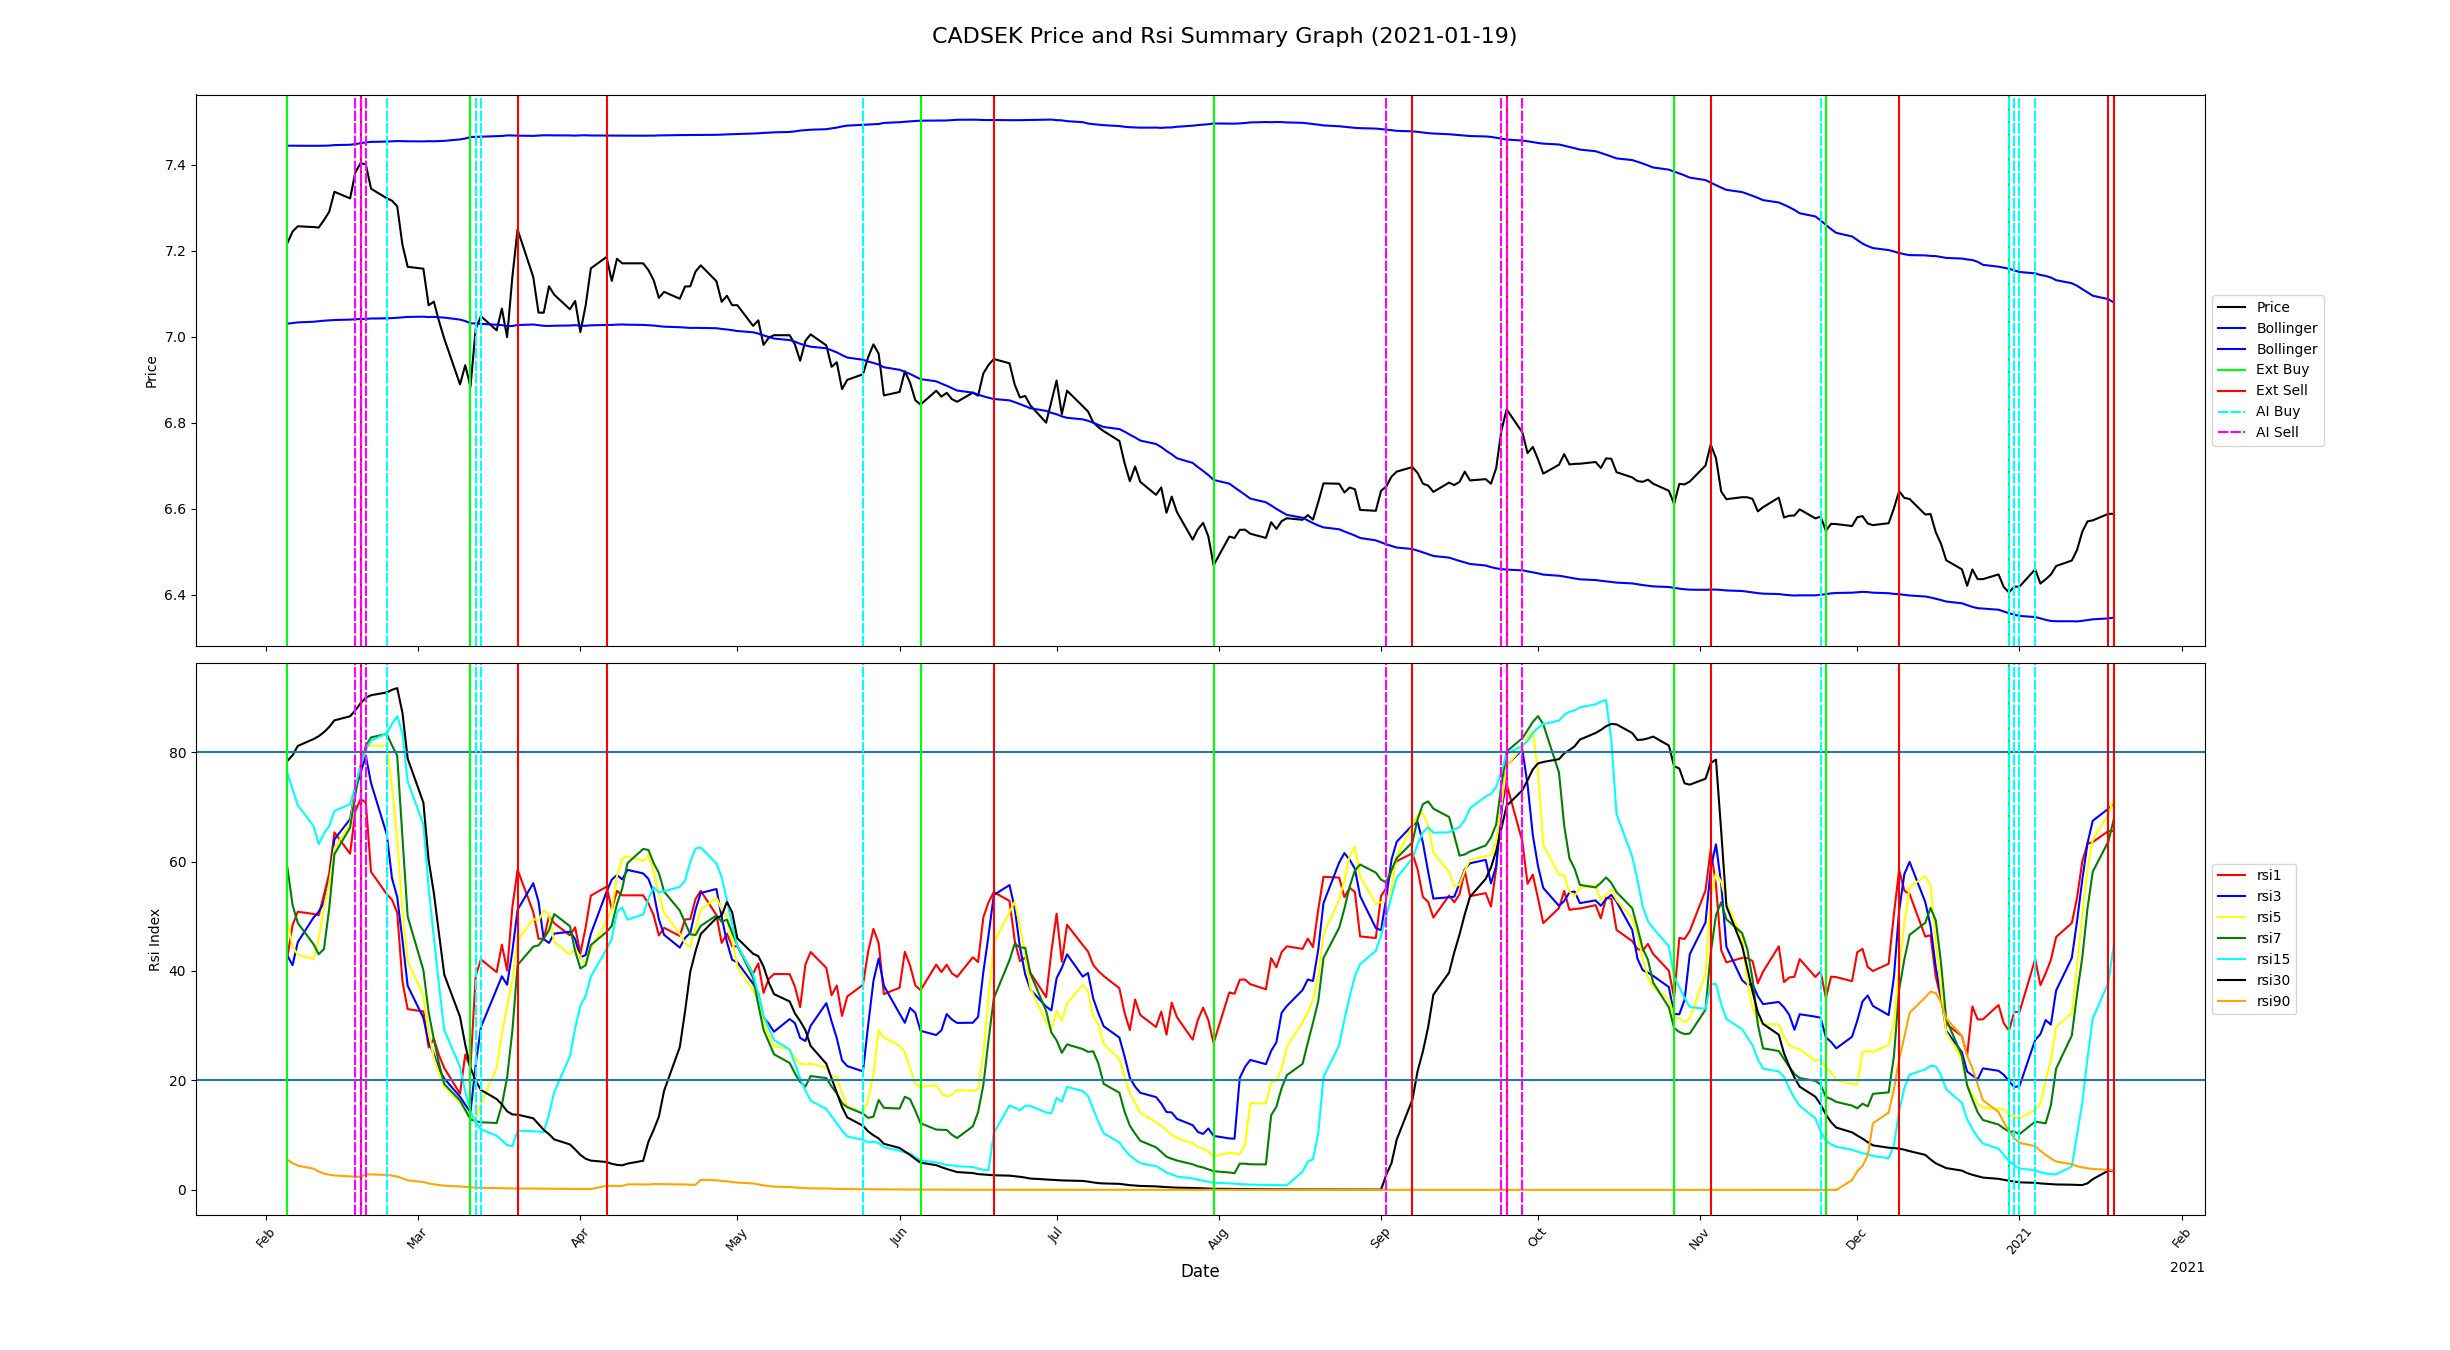 CADSEK Price and Rsi Summary Graph (2021-01-19)
Price
7.4
7.2
7.0
6.8
6.6
6.4
Price
Bollinger
Bollinger
Ext Buy
Ext Sell
AI Buy
AI Sell
Rsi Index
80
60
40
20
0
rsi1
rsi3
rsi5
rsi7
rsi15
rsi30
rsi90
Feb
Mar
Apr
May
Jun
Jul
Aug
Sep
Oct
Nov
Dec
2021
Feb
Date
2021